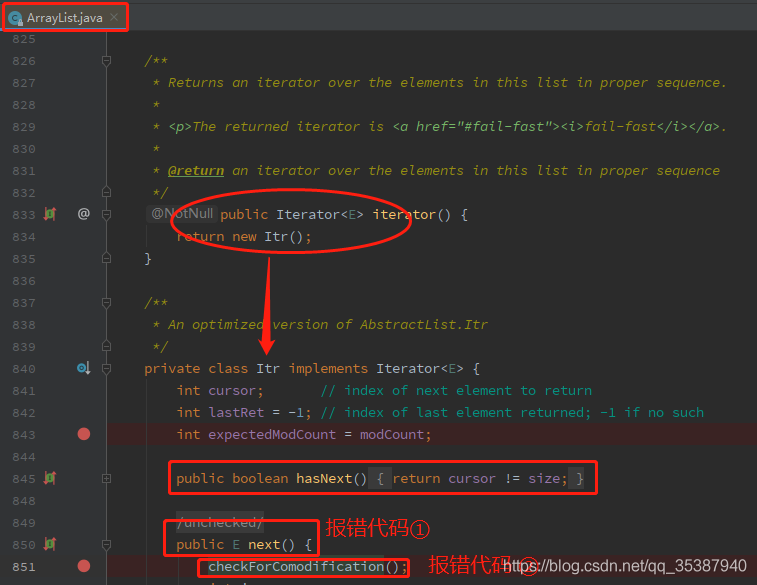 ArrayList.java
825
826 /**
827 * Returns an iterator over the elements in this list in proper sequence.
828 *
829 * <p>The returned iterator is <a href="#fail-fast"><i>fail-fast</i></a>.
830 *
831 * @return an iterator over the elements in this list in proper sequence
832 */
833 @ @NotNull public Iterator<E> iterator() {
834 return new Itr();
835 }
836
837 /**
838 * An optimized version of AbstractList.Itr
839 */
840 private class Itr implements Iterator<E> {
841 int cursor; // index of next element to return
842 int lastRet = -1; // index of last element returned; -1 if no such
843 int expectedModCount = modCount;
844
845 public boolean hasNext() { return cursor != size; }
848
849 /unchecked/
报错代码①
850 public E next() {
851 checkForComodification(); 报错代码
https://blog.csdn.net/qq_35387940